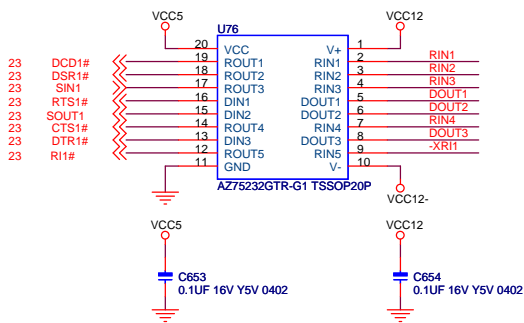 VCC5 VCC12
U76
20 VCC V+ 1
23 DCD1# 19 ROUT1 RIN1 2 RIN1
23 DSR1# 18 ROUT2 RIN2 3 RIN2
23 SIN1 17 ROUT3 RIN3 4 RIN3
23 RTS1# 16 DIN1 DOUT1 5 DOUT1
23 SOUT1 15 DIN2 DOUT2 6 DOUT2
23 CTS1# 14 ROUT4 RIN4 7 RIN4
23 DTR1# 13 DIN3 DOUT3 8 DOUT3
23 RI1# 12 ROUT5 RIN5 9 -XRI1
11 GND V- 10
AZ75232GTR-G1 TSSOP20P
VCC12-
VCC5 VCC12
C653 C654
0.1UF 16V Y5V 0402 0.1UF 16V Y5V 0402